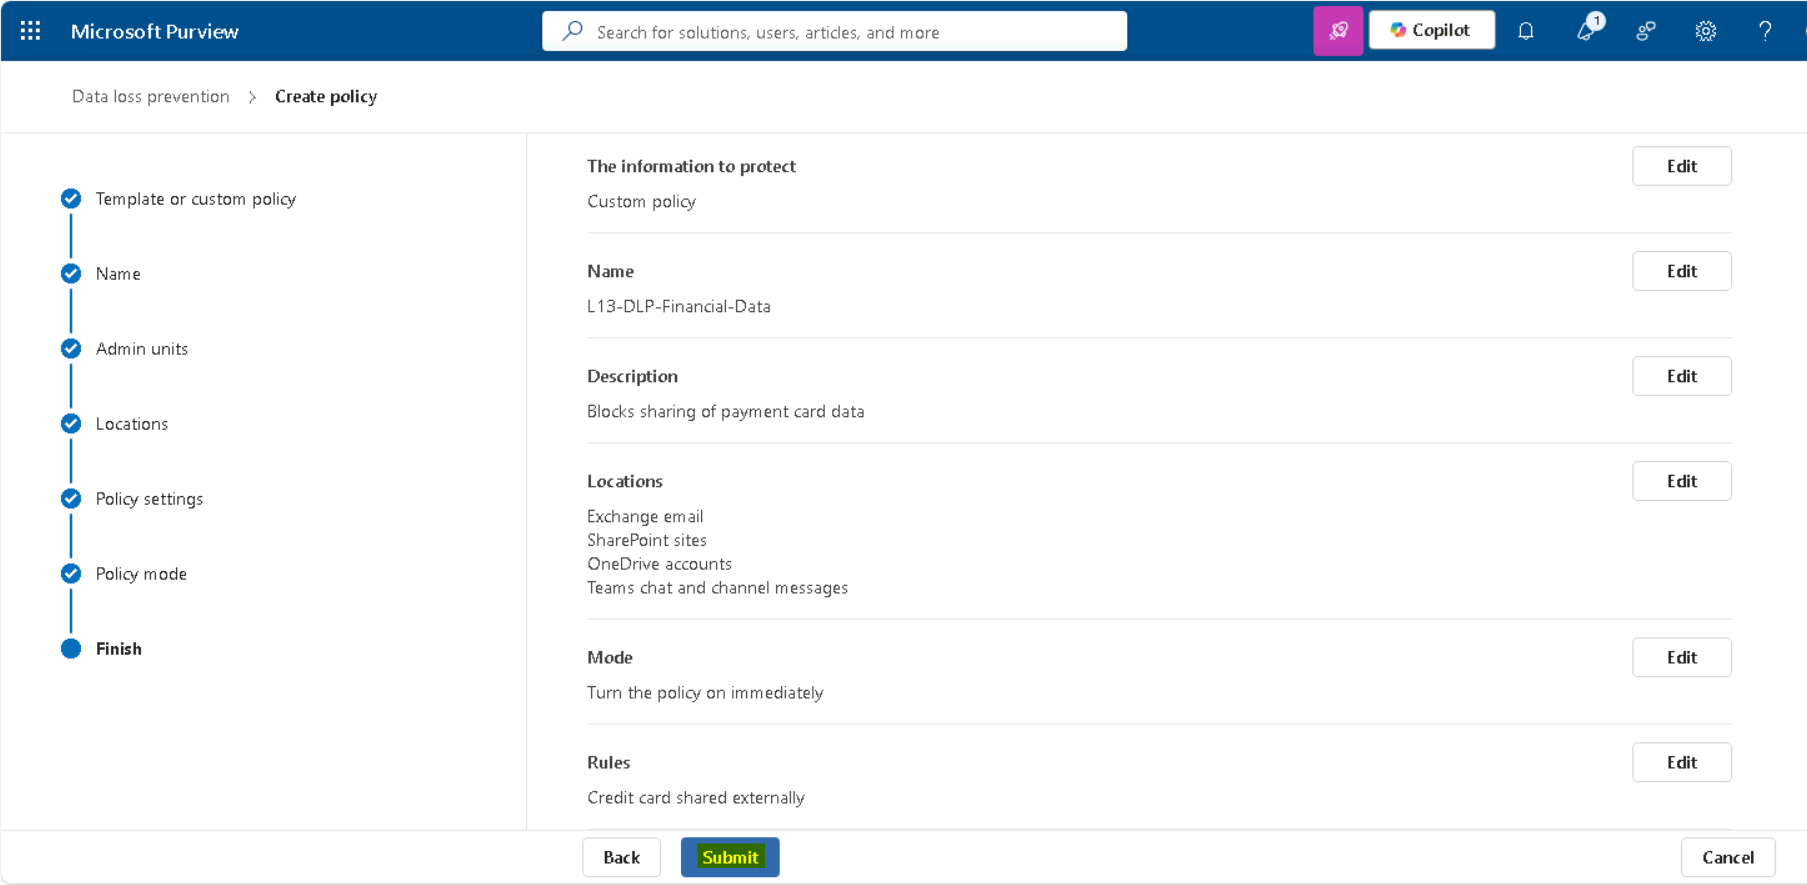 Microsoft Purview
Search for solutions, users, articles, and more
Copilot
1
?
Data loss prevention > Create policy
Template or custom policy
Name
Admin units
Locations
Policy settings
Policy mode
Finish
The information to protect
Edit
Custom policy
Name
Edit
L13-DLP-Financial-Data
Description
Edit
Blocks sharing of payment card data
Locations
Edit
Exchange email
SharePoint sites
OneDrive accounts
Teams chat and channel messages
Mode
Edit
Turn the policy on immediately
Rules
Edit
Credit card shared externally
Back
Submit
Cancel